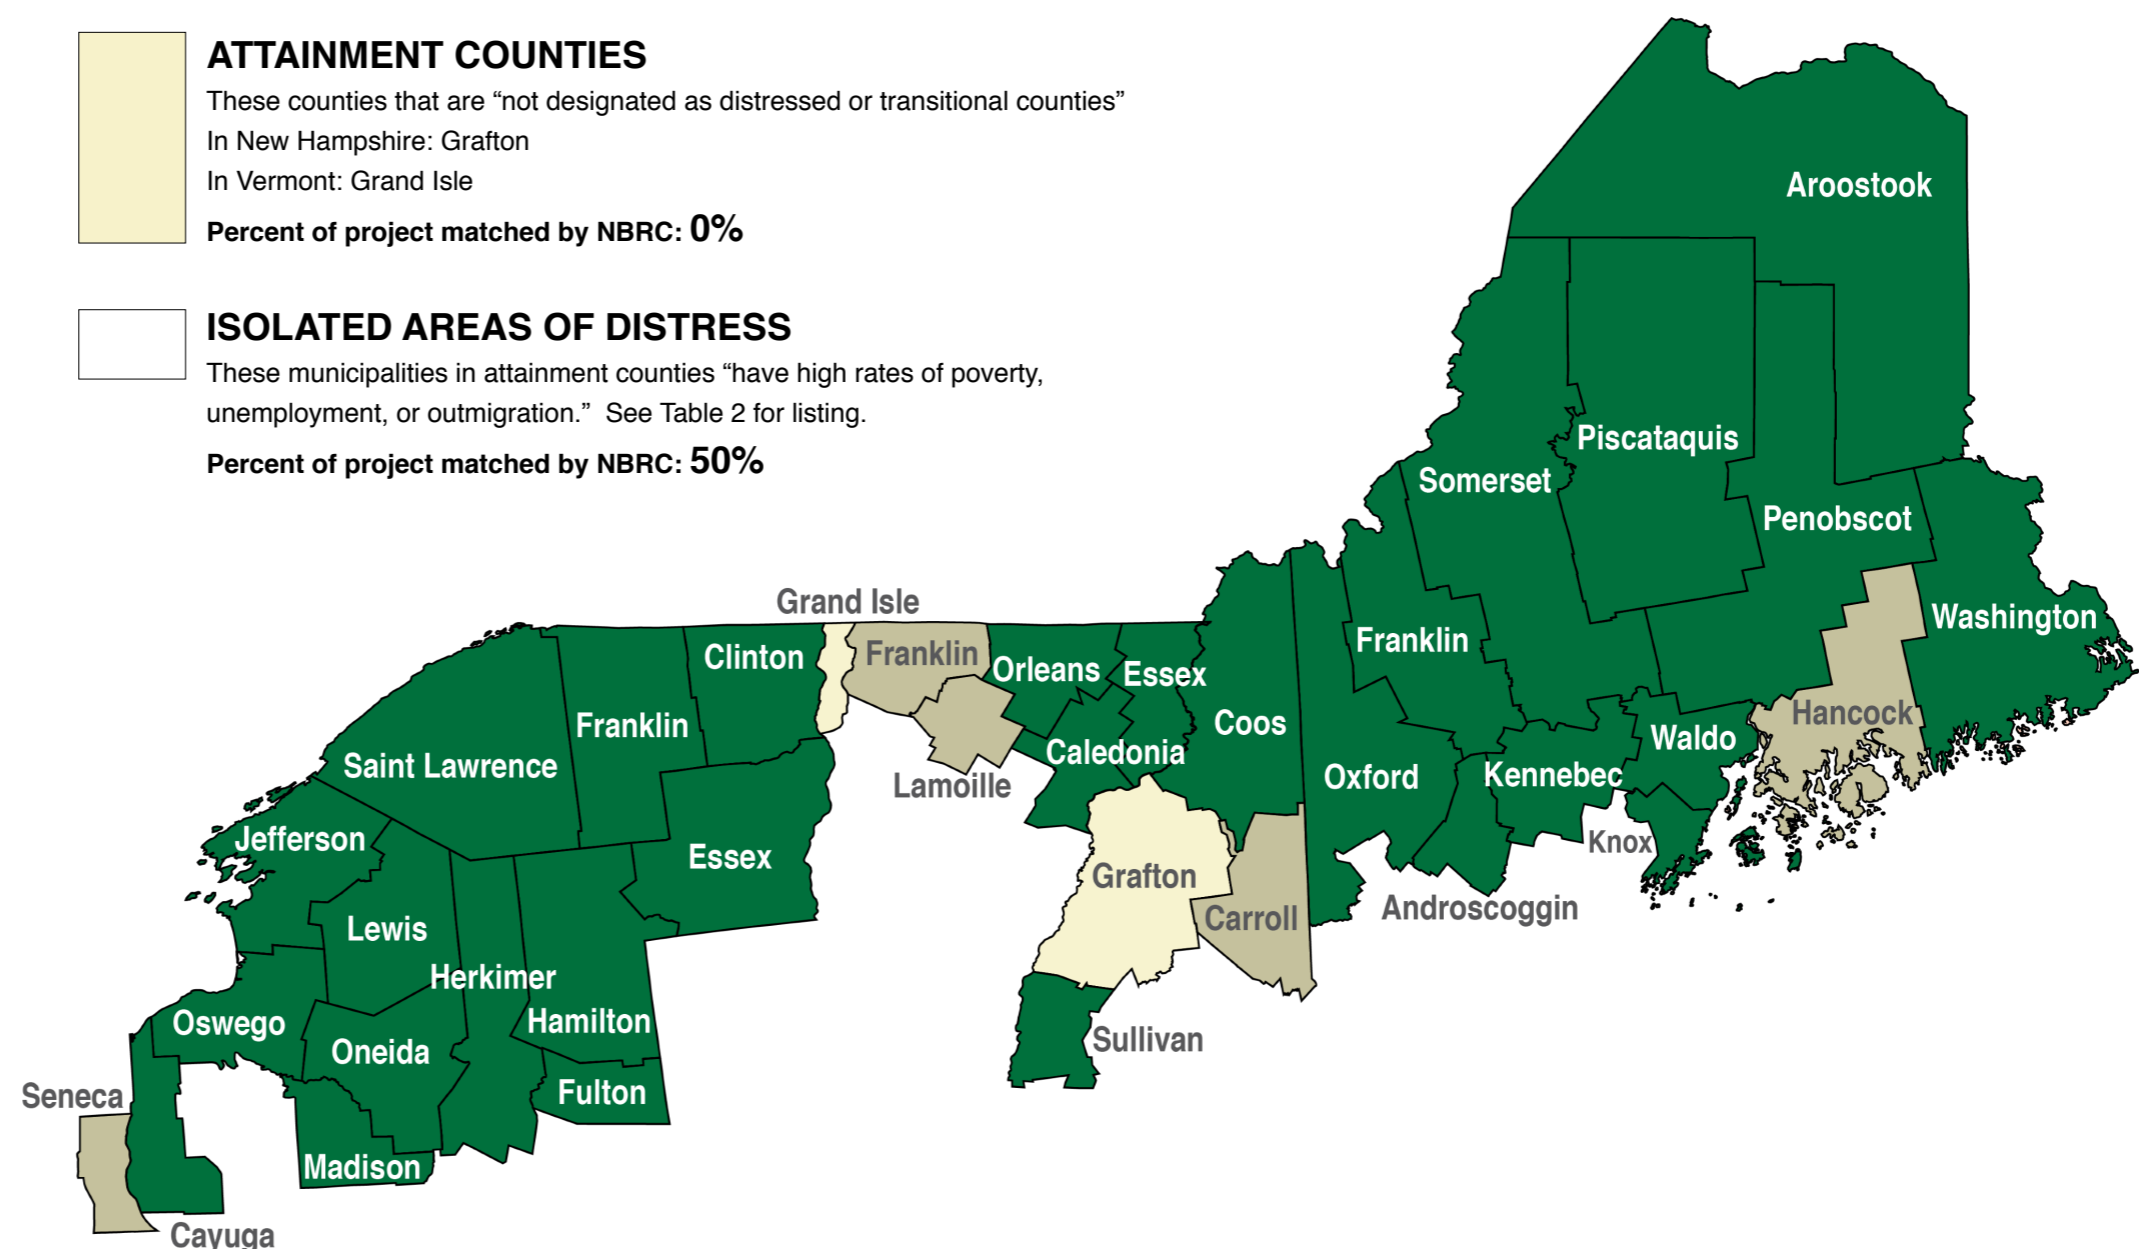 ATTAINMENT COUNTIES
These counties that are “not designated as distressed or transitional counties”
In New Hampshire: Grafton
In Vermont: Grand Isle
Percent of project matched by NBRC: 0%
ISOLATED AREAS OF DISTRESS
These municipalities in attainment counties “have high rates of poverty,
unemployment, or outmigration.” See Table 2 for listing.
Percent of project matched by NBRC: 50%
Aroostook
Piscataquis
Somerset
Penobscot
Washington
Franklin
Hancock
Waldo
Kennebec
Oxford
Knox
Androscoggin
Grand Isle
Franklin
Orleans
Essex
Coos
Caledonia
Lamoille
Grafton
Carroll
Sullivan
Clinton
Franklin
Saint Lawrence
Jefferson
Essex
Lewis
Herkimer
Hamilton
Oswego
Oneida
Fulton
Seneca
Madison
Cayuga